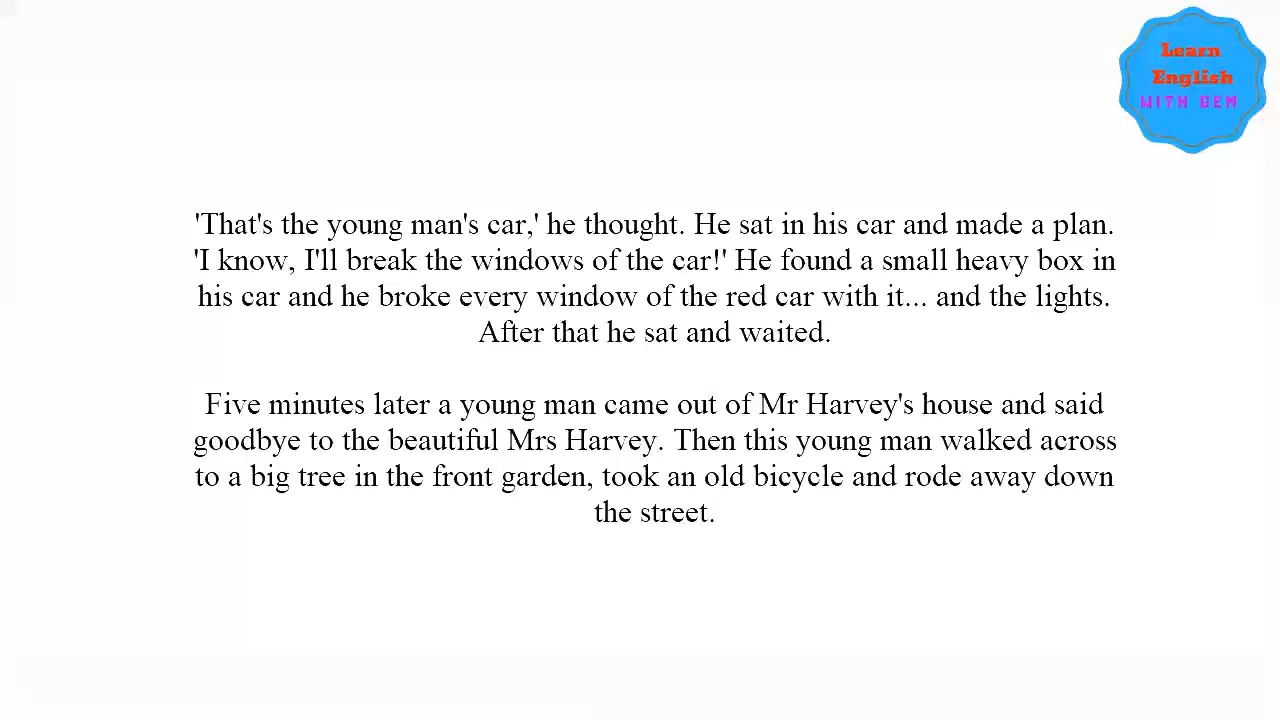 Learn
English
WITH GEM
'That's the young man's car,' he thought. He sat in his car and made a plan.
'I know, I'll break the windows of the car!' He found a small heavy box in
his car and he broke every window of the red car with it... and the lights.
After that he sat and waited.
Five minutes later a young man came out of Mr Harvey's house and said
goodbye to the beautiful Mrs Harvey. Then this young man walked across
to a big tree in the front garden, took an old bicycle and rode away down
the street.